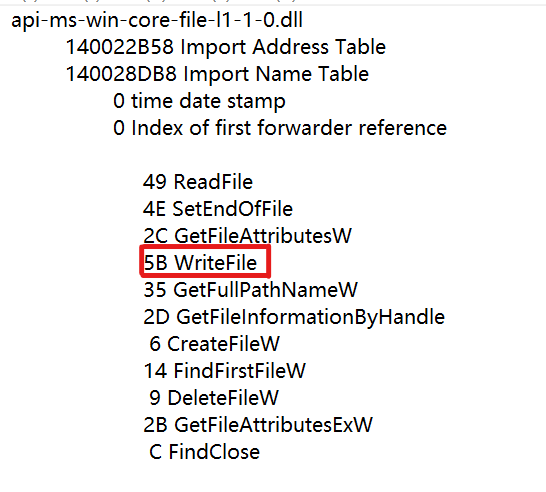 api-ms-win-core-file-l1-1-0.dll
140022B58 Import Address Table
140028DB8 Import Name Table
0 time date stamp
0 Index of first forwarder reference
49 ReadFile
4E SetEndOfFile
2C GetFileAttributesW
5B WriteFile
35 GetFullPathNameW
2D GetFileInformationByHandle
6 CreateFileW
14 FindFirstFileW
9 DeleteFileW
2B GetFileAttributesExW
C FindClose